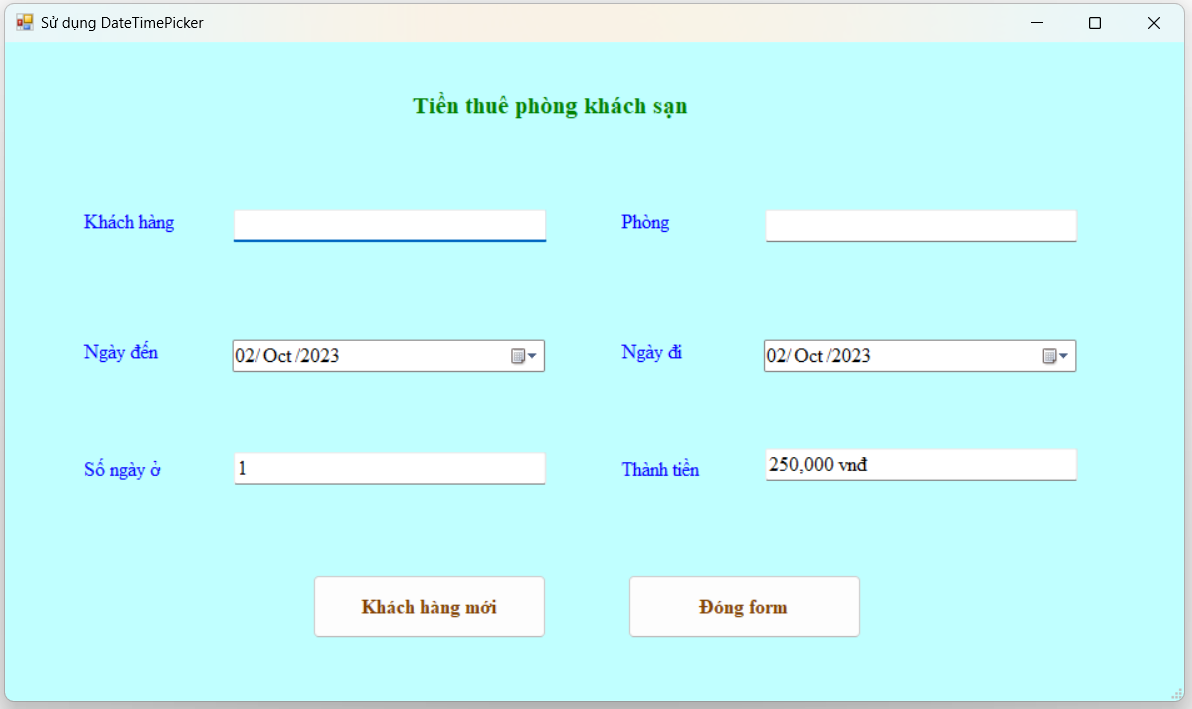 Sử dụng DateTimePicker
Tiền thuê phòng khách sạn
Khách hàng
Phòng
Ngày đến 02/ Oct /2023
Ngày đi 02/ Oct /2023
Số ngày ở 1
Thành tiền 250,000 vnđ
Khách hàng mới
Đóng form